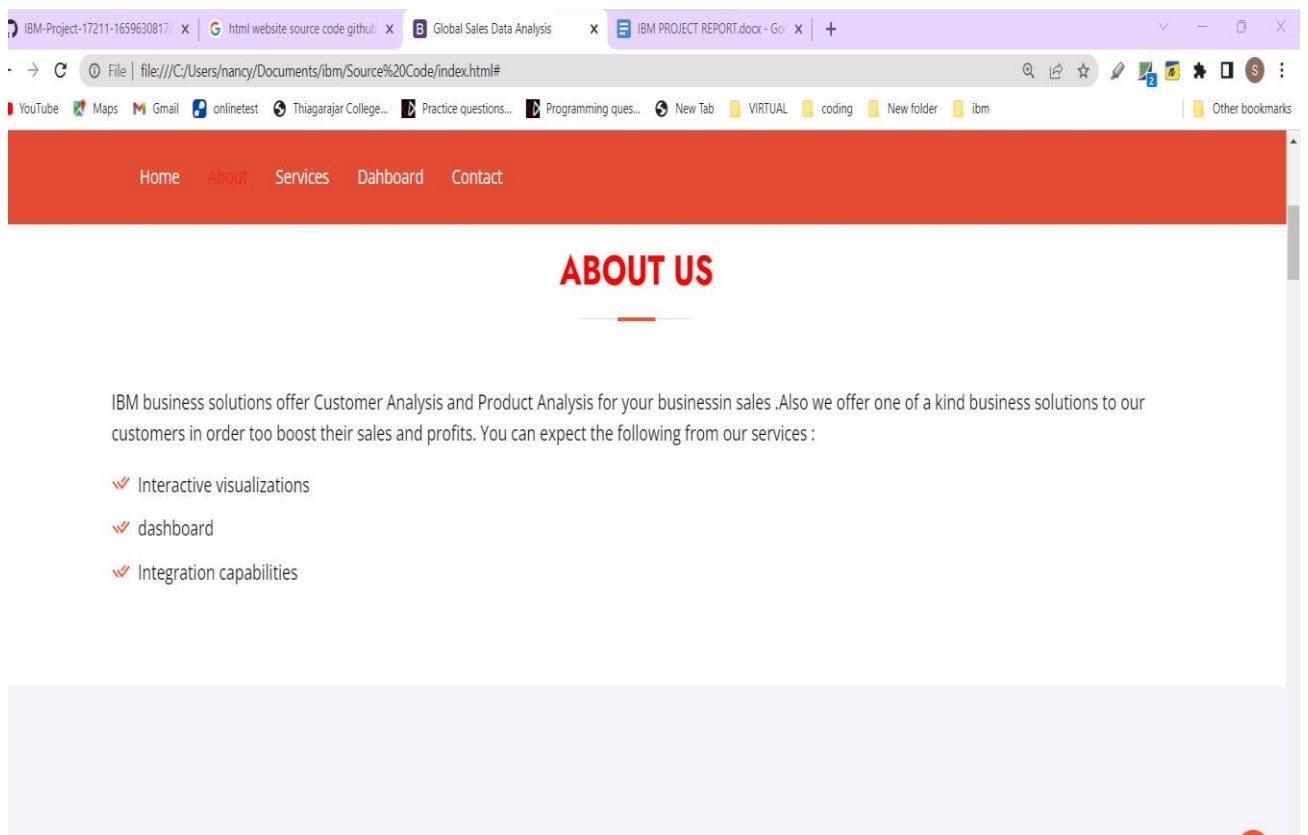 IBM-Project-17211-1659630817/
html website source code github
Global Sales Data Analysis
IBM PROJECT REPORT.docx - Goo
File | file:///C:/Users/nancy/Documents/ibm/Source%20Code/index.html#
2 n S
YouTube Maps Gmail onlinetest Thiagarajar College... Practice questions... Programming ques... New Tab VIRTUAL coding New folder ibm Other bookmarks
Home About Services Dahboard Contact
ABOUT US
IBM business solutions offer Customer Analysis and Product Analysis for your businessin sales .Also we offer one of a kind business solutions to our
customers in order too boost their sales and profits. You can expect the following from our services :
Interactive visualizations
dashboard
Integration capabilities